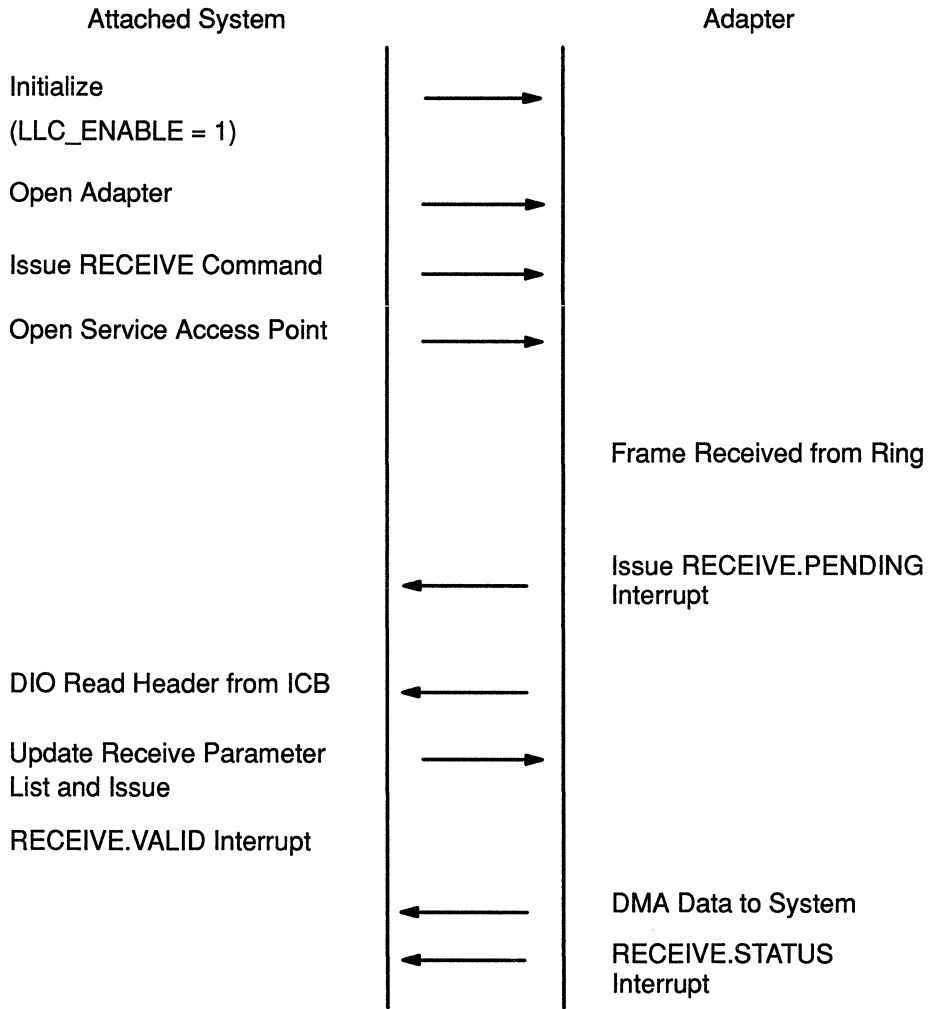 Attached System
Adapter
Initialize
(LLC_ENABLE = 1)
Open Adapter
Issue RECEIVE Command
Open Service Access Point
Frame Received from Ring
Issue RECEIVE.PENDING
Interrupt
DIO Read Header from ICB
Update Receive Parameter
List and Issue
RECEIVE.VALID Interrupt
DMA Data to System
RECEIVE.STATUS
Interrupt